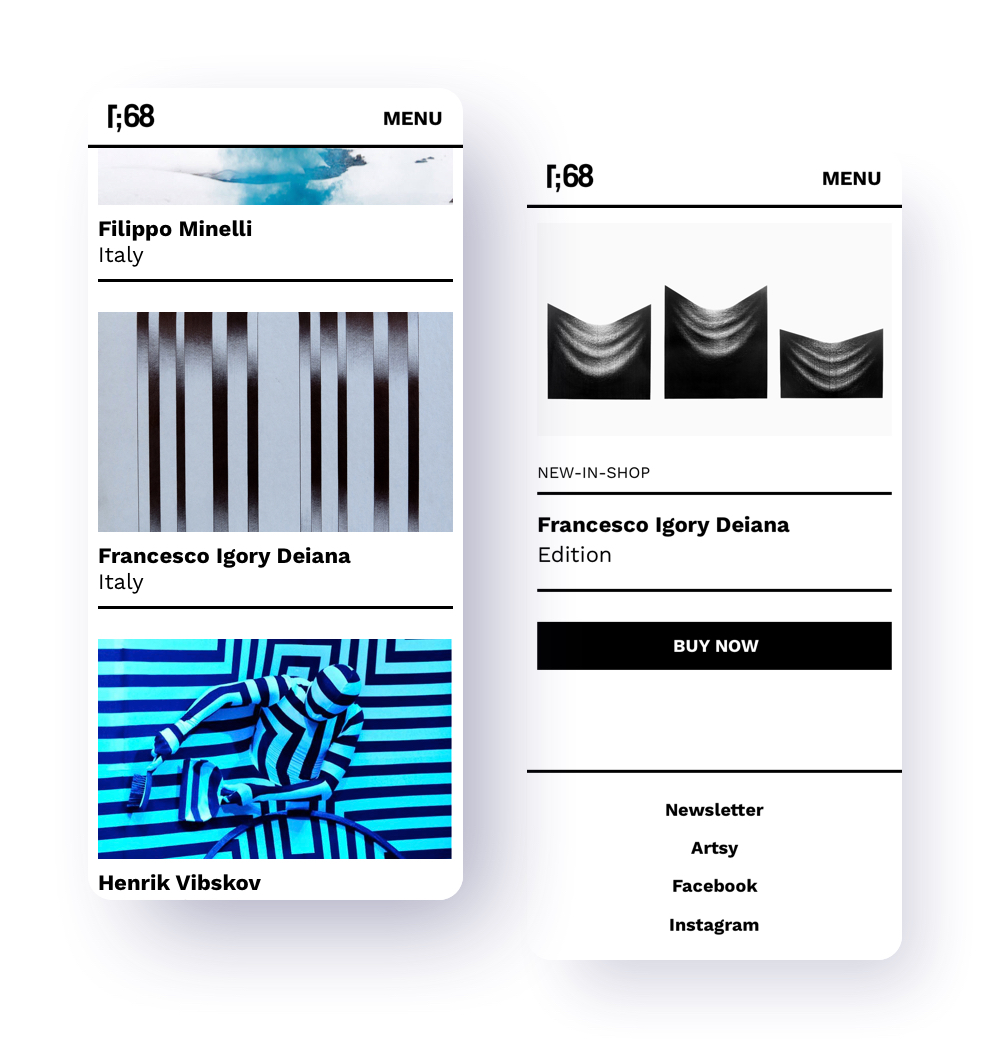 Γ;68
MENU
Filippo Minelli
Italy
Francesco Igory Deiana
Italy
Henrik Vibskov
Γ;68
MENU
NEW-IN-SHOP
Francesco Igory Deiana
Edition
BUY NOW
Newsletter
Artsy
Facebook
Instagram